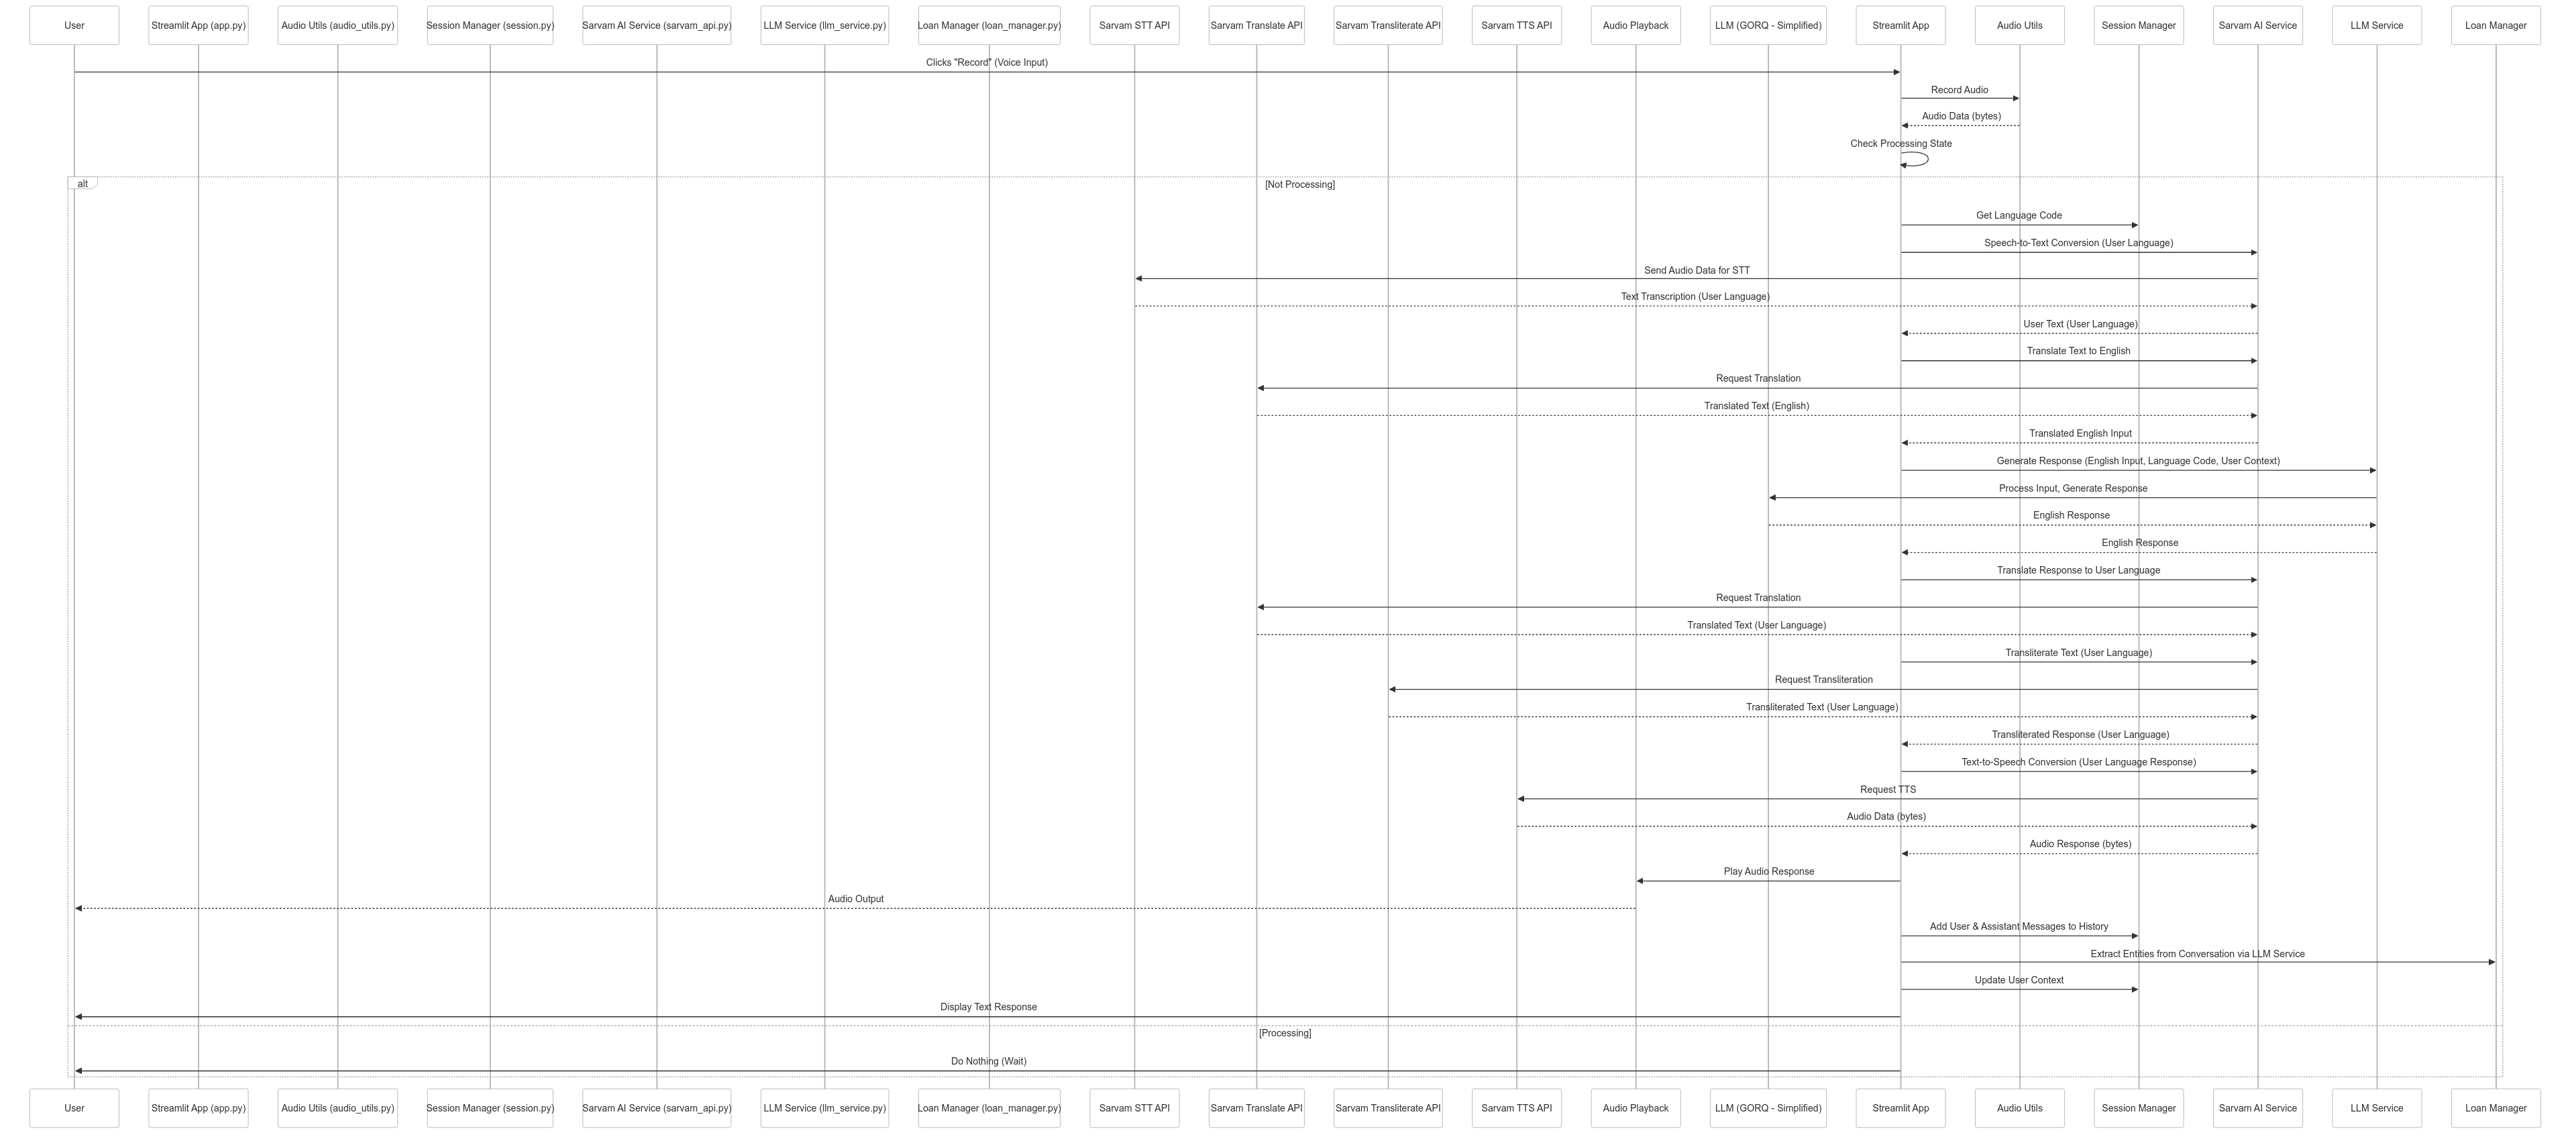 User
Streamlit App (app.py)
Audio Utils (audio_utils.py)
Session Manager (session.py)
Sarvam AI Service (sarvam_api.py)
LLM Service (llm_service.py)
Loan Manager (loan_manager.py)
Sarvam STT API
Sarvam Translate API
Sarvam Transliterate API
Sarvam TTS API
Audio Playback
LLM (GORQ - Simplified)
Streamlit App
Audio Utils
Session Manager
Sarvam AI Service
LLM Service
Loan Manager
Clicks "Record" (Voice Input)
Record Audio
Audio Data (bytes)
Check Processing State
alt
[Not Processing]
Get Language Code
Speech-to-Text Conversion (User Language)
Send Audio Data for STT
Text Transcription (User Language)
User Text (User Language)
Translate Text to English
Request Translation
Translated Text (English)
Translated English Input
Generate Response (English Input, Language Code, User Context)
Process Input, Generate Response
English Response
English Response
Translate Response to User Language
Request Translation
Translated Text (User Language)
Transliterate Text (User Language)
Request Transliteration
Transliterated Text (User Language)
Transliterated Response (User Language)
Text-to-Speech Conversion (User Language Response)
Request TTS
Audio Data (bytes)
Audio Response (bytes)
Play Audio Response
Audio Output
Add User & Assistant Messages to History
Extract Entities from Conversation via LLM Service
Update User Context
Display Text Response
[Processing]
Do Nothing (Wait)
User
Streamlit App (app.py)
Audio Utils (audio_utils.py)
Session Manager (session.py)
Sarvam AI Service (sarvam_api.py)
LLM Service (llm_service.py)
Loan Manager (loan_manager.py)
Sarvam STT API
Sarvam Translate API
Sarvam Transliterate API
Sarvam TTS API
Audio Playback
LLM (GORQ - Simplified)
Streamlit App
Audio Utils
Session Manager
Sarvam AI Service
LLM Service
Loan Manager